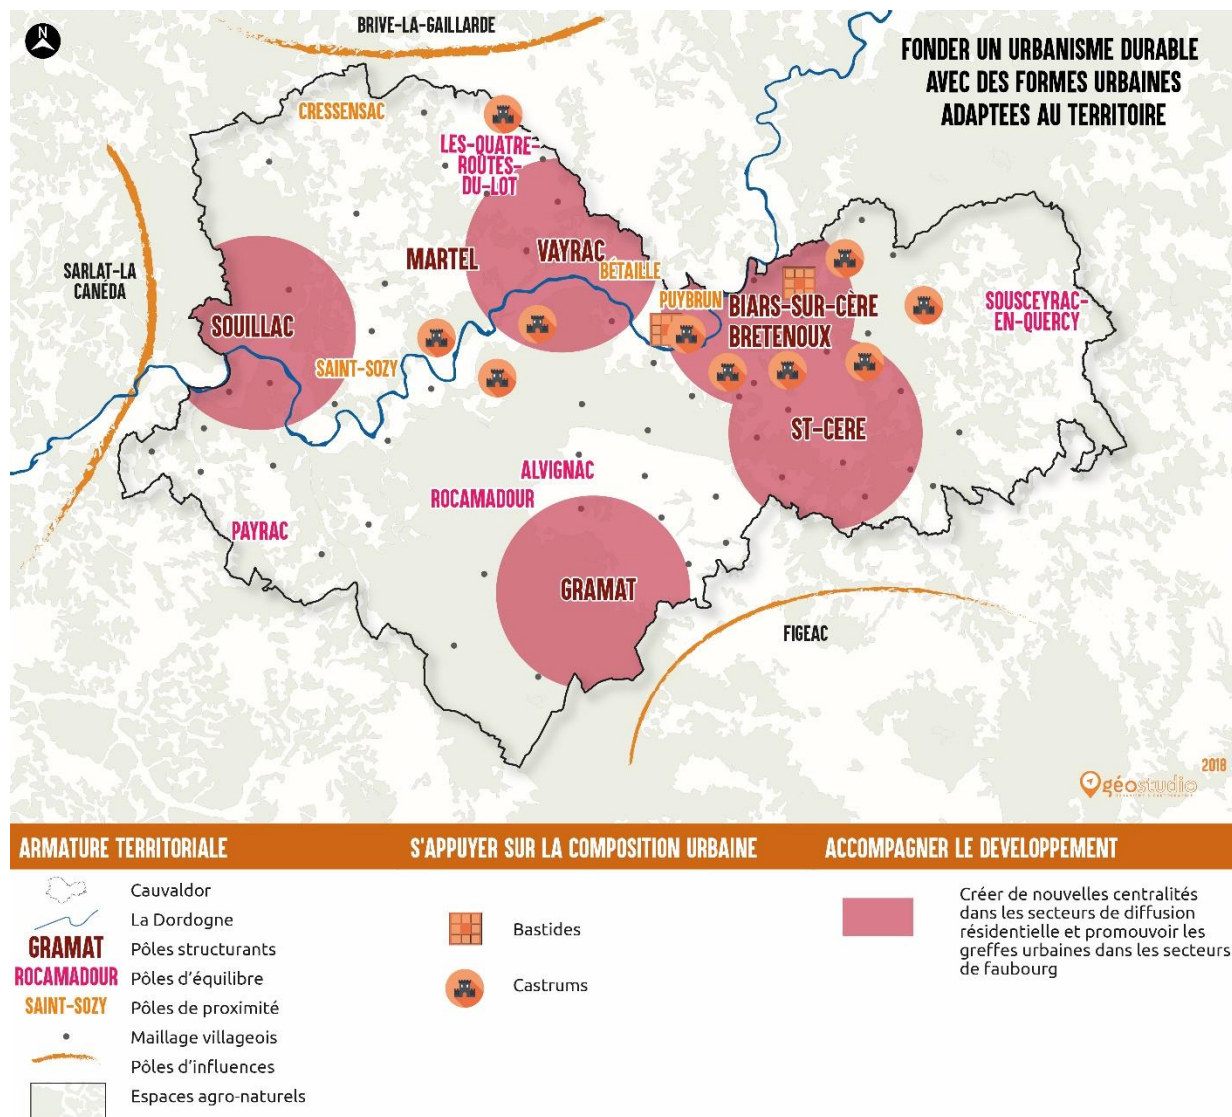 N
BRIVE-LA-GAILLARDE
FONDER UN URBANISME DURABLE
AVEC DES FORMES URBAINES
ADAPTEES AU TERRITOIRE
CRESSENSAC
LES-QUATRE-
ROUTES-
DU-LOT
MARTEL
VAYRAC
BÉTAILLE
SARLAT-LA
CANÉDA
SOUILLAC
PUYBRUN
BIARS-SUR-CÈRE
BRETENOUX
SOUSCEYRAC-
EN-QUERCY
SAINT-SOZY
ST-CERE
ALVIGNAC
ROCAMADOUR
PAYRAC
GRAMAT
FIGEAC
2018
géostudio
ARMATURE TERRITORIALE
Cauvaldor
La Dordogne
GRAMAT Pôles structurants
ROCAMADOUR Pôles d'équilibre
SAINT-SOZY Pôles de proximité
Maillage villageois
Pôles d'influences
Espaces agro-naturels
S'APPUYER SUR LA COMPOSITION URBAINE
Bastides
Castrums
ACCOMPAGNER LE DEVELOPPEMENT
Créer de nouvelles centralités
dans les secteurs de diffusion
résidentielle et promouvoir les
greffes urbaines dans les secteurs
de faubourg